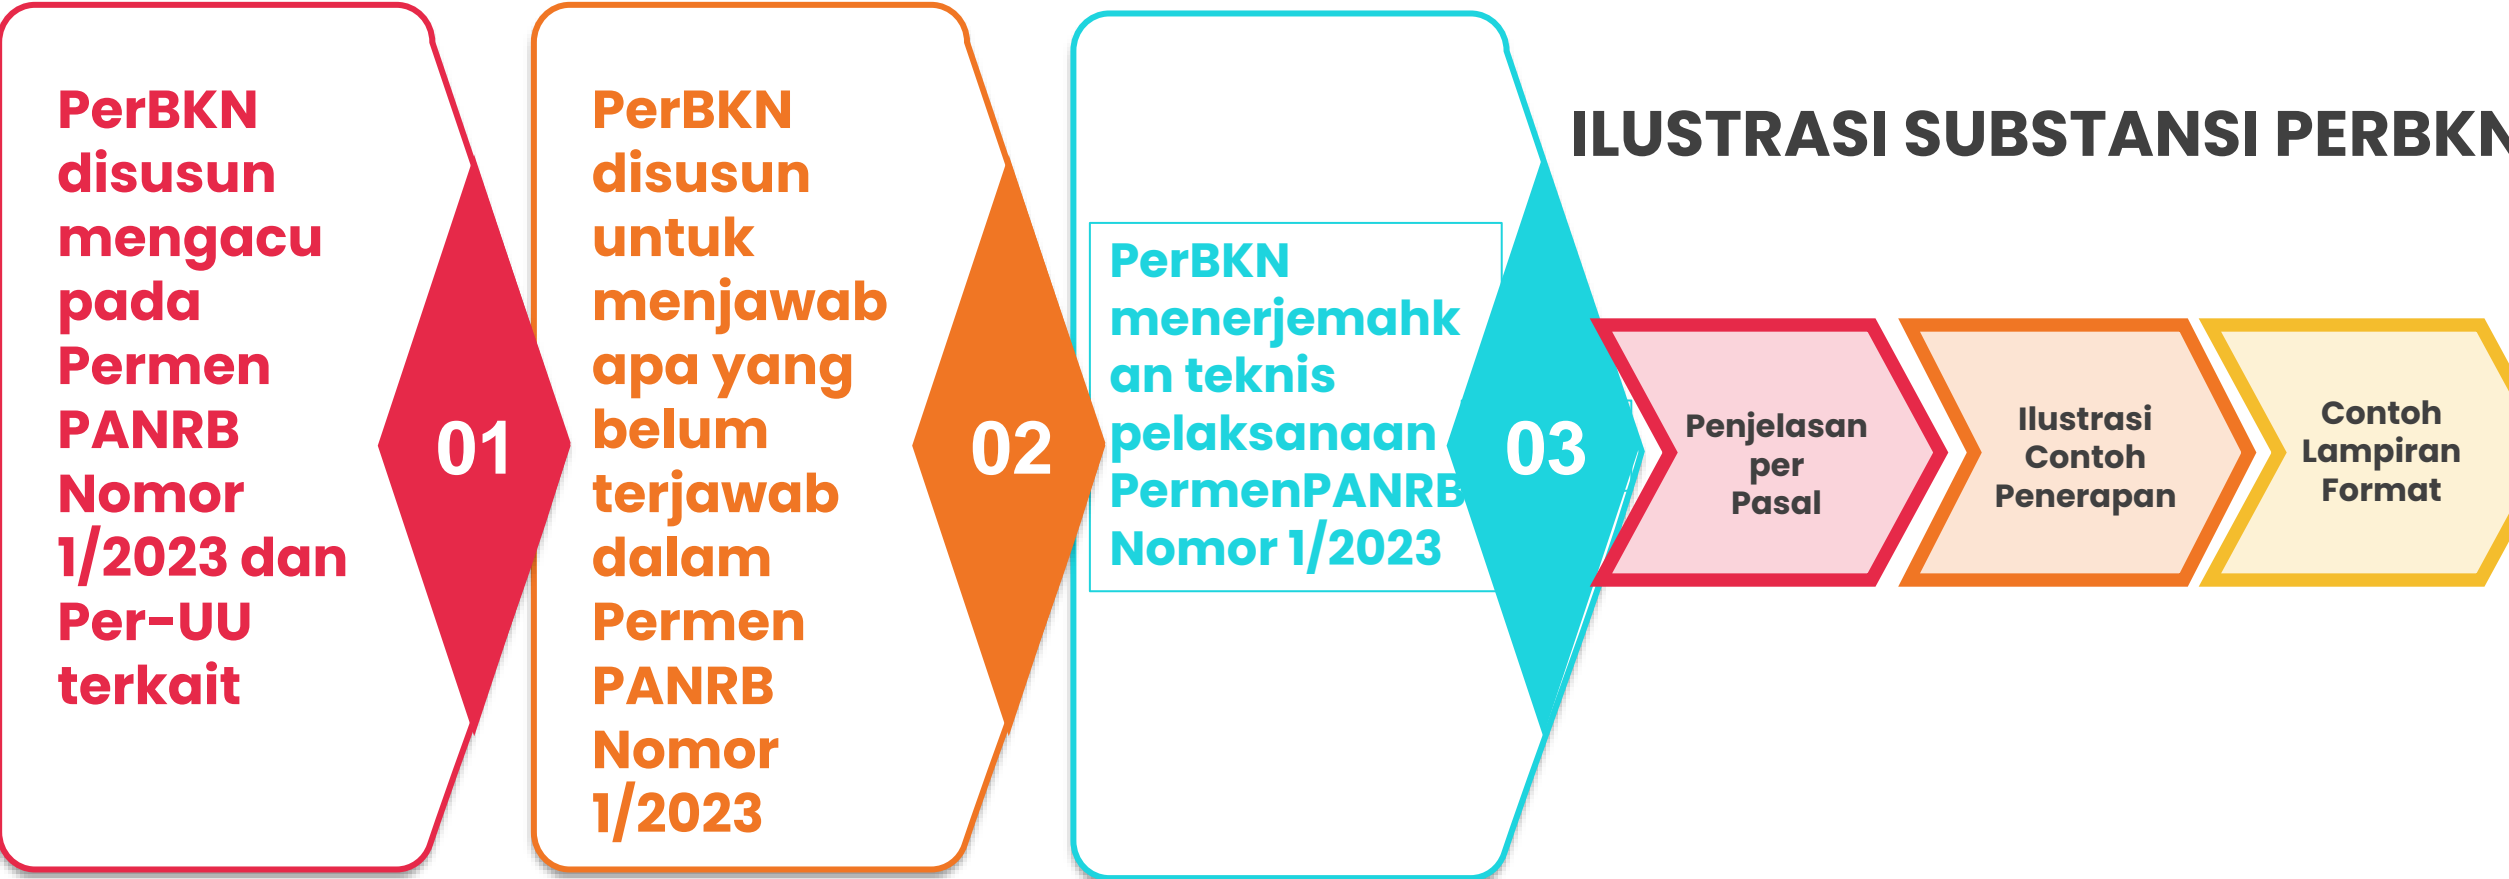 PerBKN
disusun
mengacu
pada
Permen
PANRB
Nomor
1/2023 dan
Per-UU
terkait
01
PerBKN
disusun
untuk
menjawab
apa yang
belum
terjawab
dalam
Permen
PANRB
Nomor
1/2023
02
PerBKN
menerjemahk
an teknis
pelaksanaan
PermenPANRB
Nomor 1/2023
03
ILUSTRASI SUBSTANSI PERBKN
Penjelasan
per
Pasal
Ilustrasi
Contoh
Penerapan
Contoh
Lampiran
Format